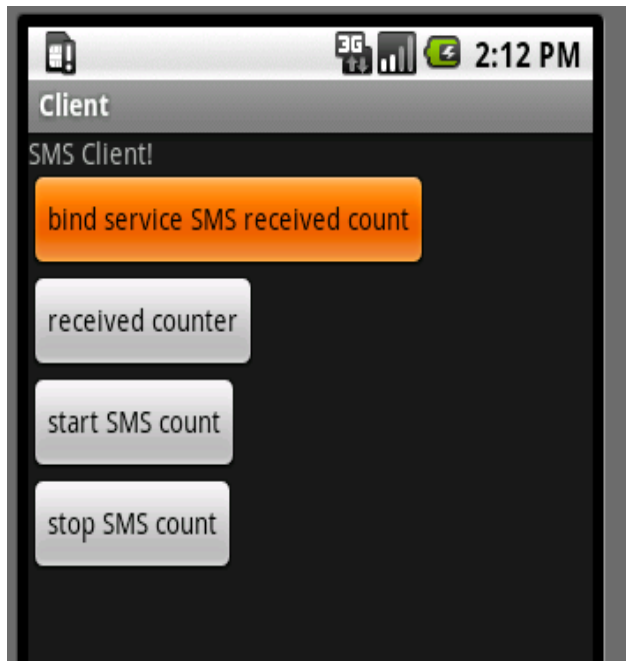 3G 2:12 PM
Client
SMS Client!
bind service SMS received count
received counter
start SMS count
stop SMS count